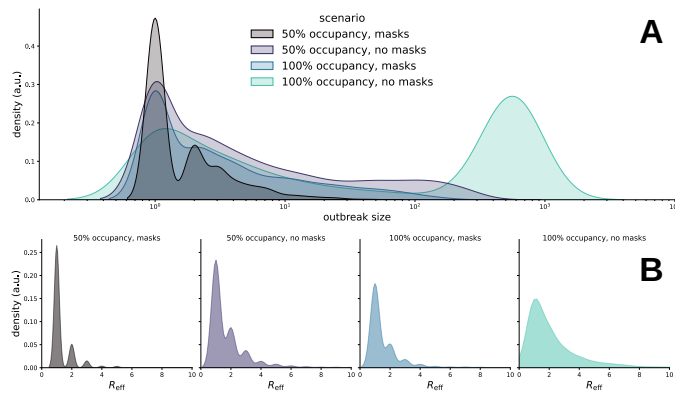 scenario
50% occupancy, masks
50% occupancy, no masks
100% occupancy, masks
100% occupancy, no masks
A
density (a.u.)
0.4
0.3
0.2
0.1
0.0
10⁰ 10¹ 10² 10³ 10
outbreak size
50% occupancy, masks 50% occupancy, no masks 100% occupancy, masks 100% occupancy, no masks
B
density (a.u.)
0.25
0.20
0.15
0.10
0.05
0.00
0 2 4 6 8 10 2 4 6 8 10 2 4 6 8 10 0 2 4 6 8 10
R_eff R_eff R_eff R_eff